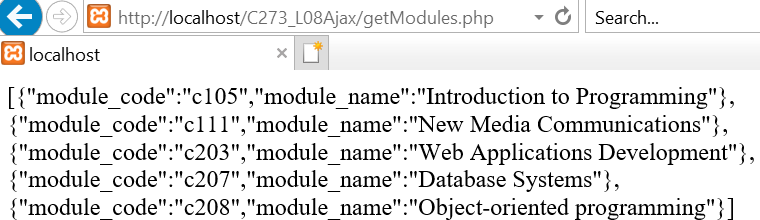 http://localhost/C273_L08Ajax/getModules.php
Search...
localhost
[{"module_code":"c105","module_name":"Introduction to Programming"},
{"module_code":"c111","module_name":"New Media Communications"},
{"module_code":"c203","module_name":"Web Applications Development"},
{"module_code":"c207","module_name":"Database Systems"},
{"module_code":"c208","module_name":"Object-oriented programming"}]